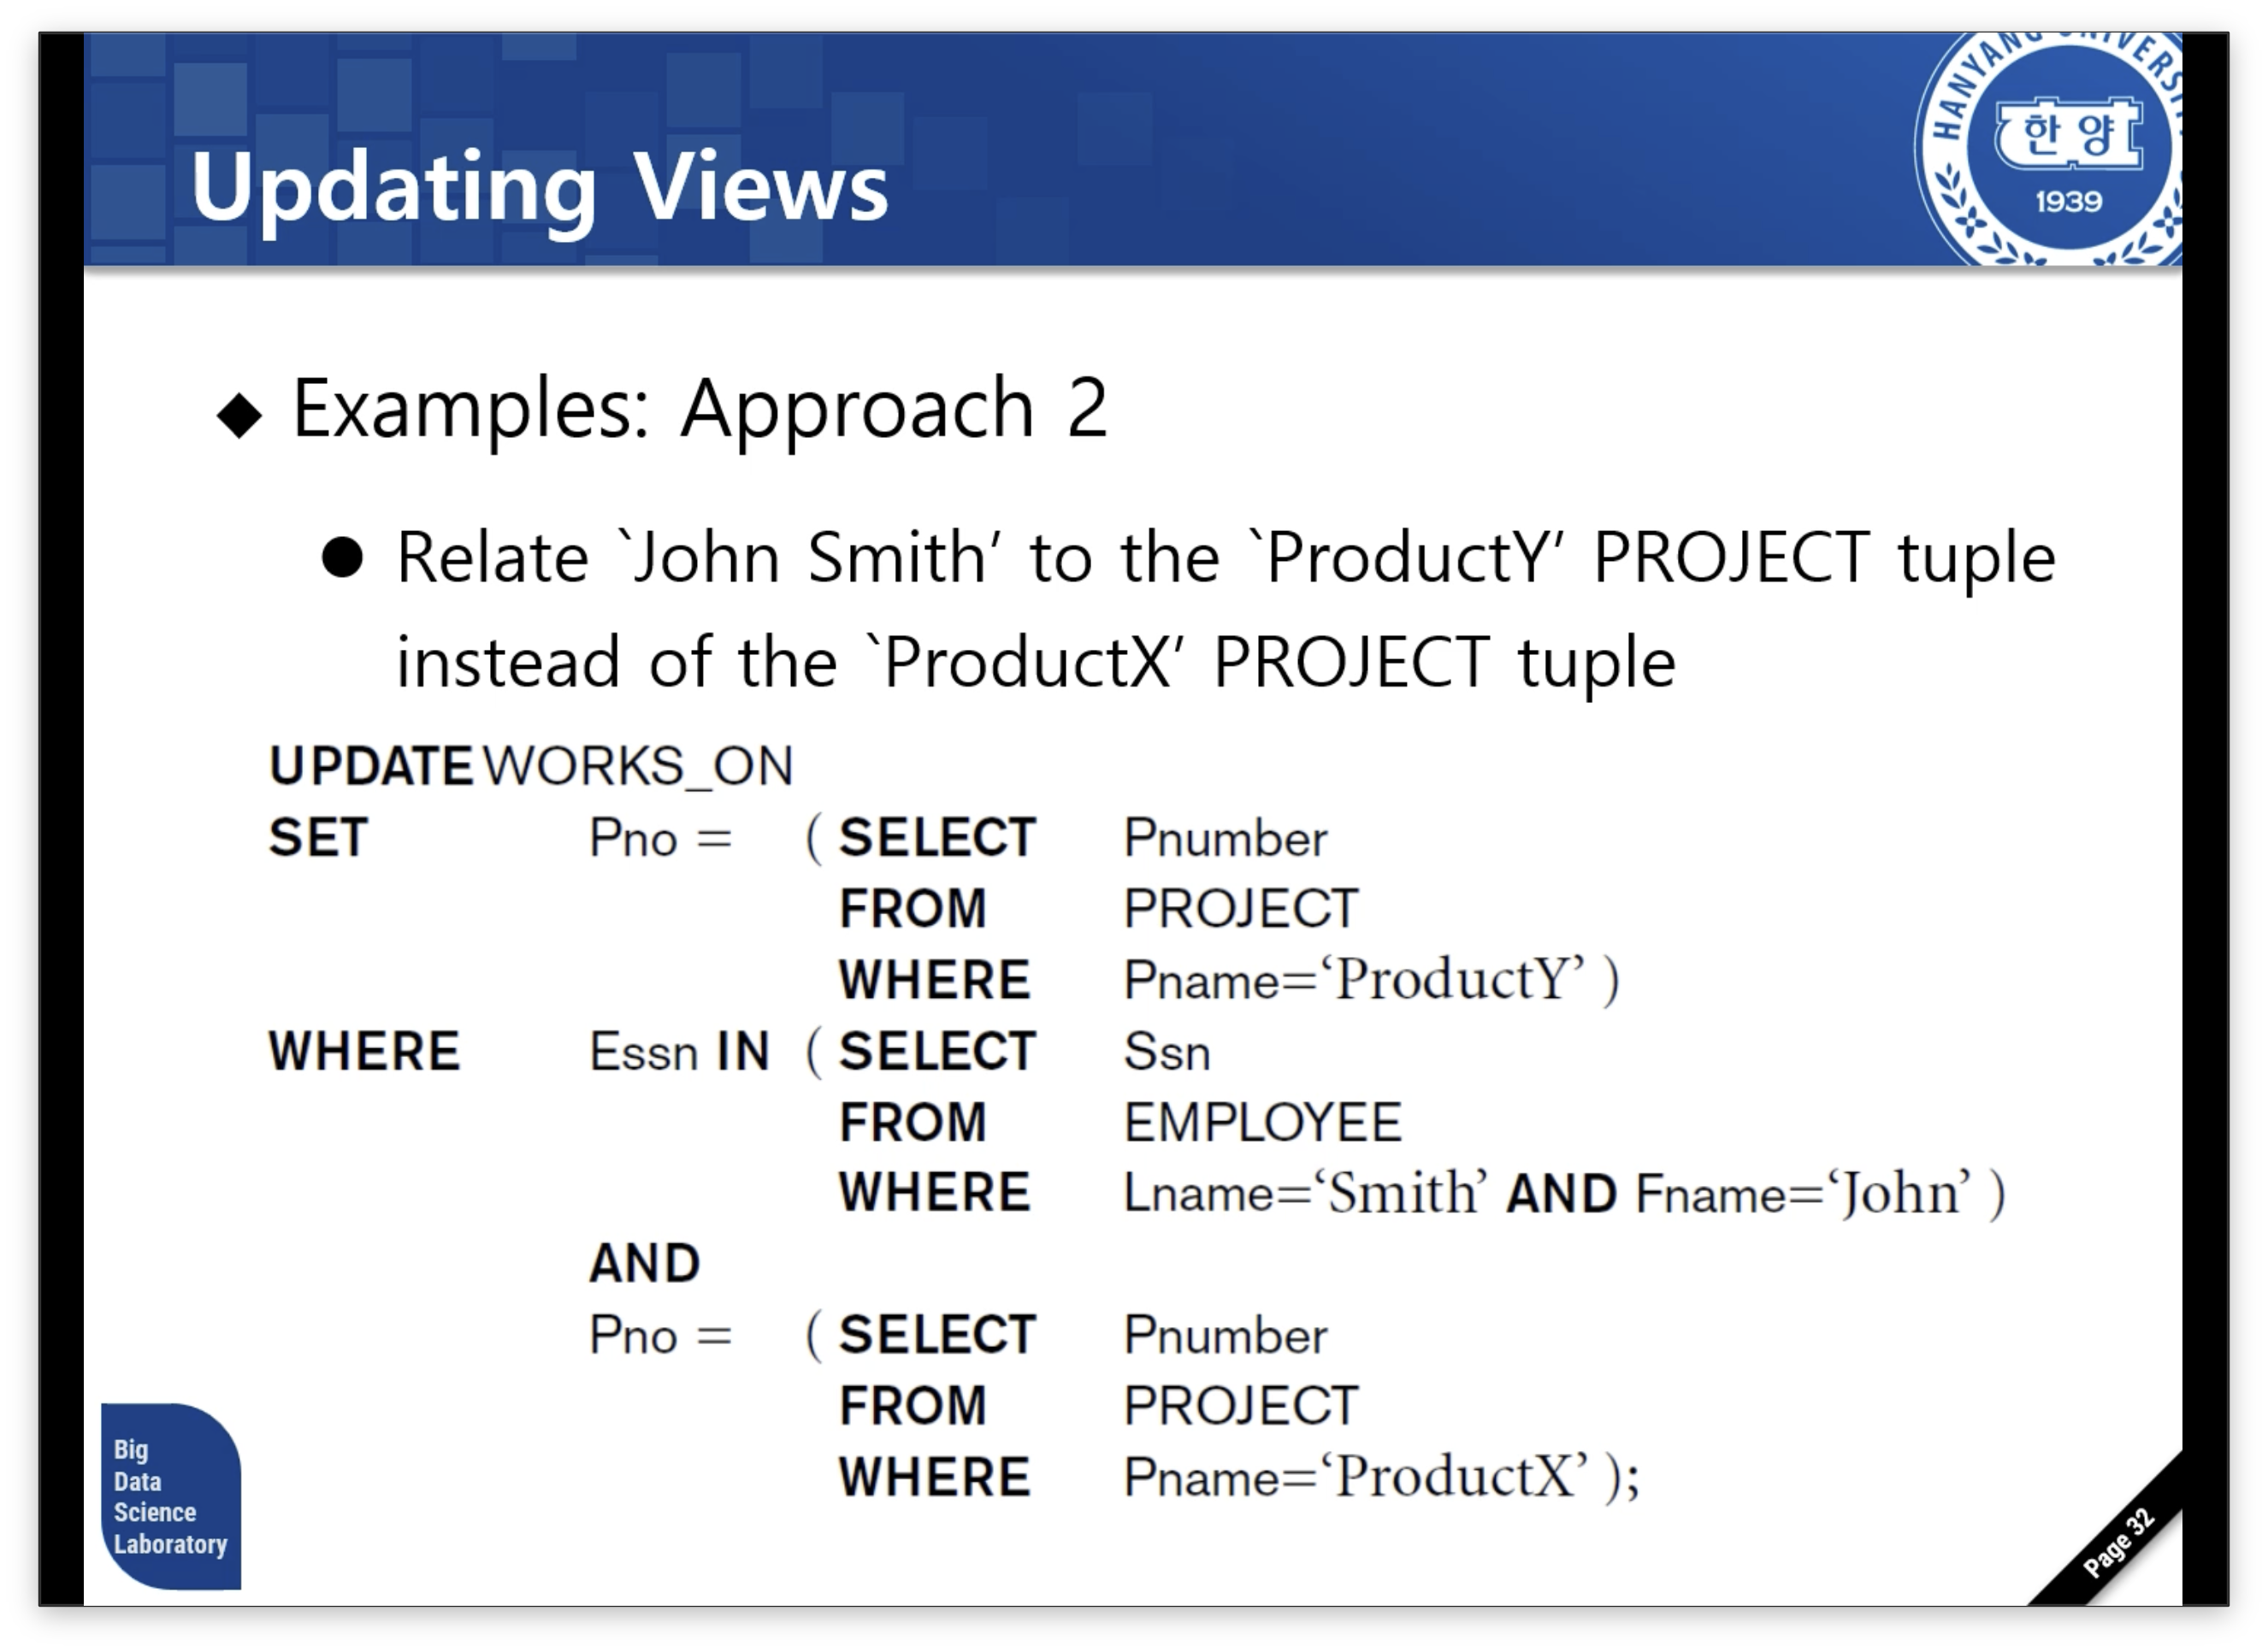 Updating Views
HANYANG UNIVERSIT
한양
1939
◆ Examples: Approach 2
● Relate `John Smith’ to the `ProductY’ PROJECT tuple
instead of the `ProductX’ PROJECT tuple
UPDATE WORKS_ON
SET Pno = ( SELECT Pnumber
FROM PROJECT
WHERE Pname=‘ProductY’ )
WHERE Essn IN ( SELECT Ssn
FROM EMPLOYEE
WHERE Lname=‘Smith’ AND Fname=‘John’ )
AND
Pno = ( SELECT Pnumber
FROM PROJECT
WHERE Pname=‘ProductX’ );
Big
Data
Science
Laboratory
Page 32